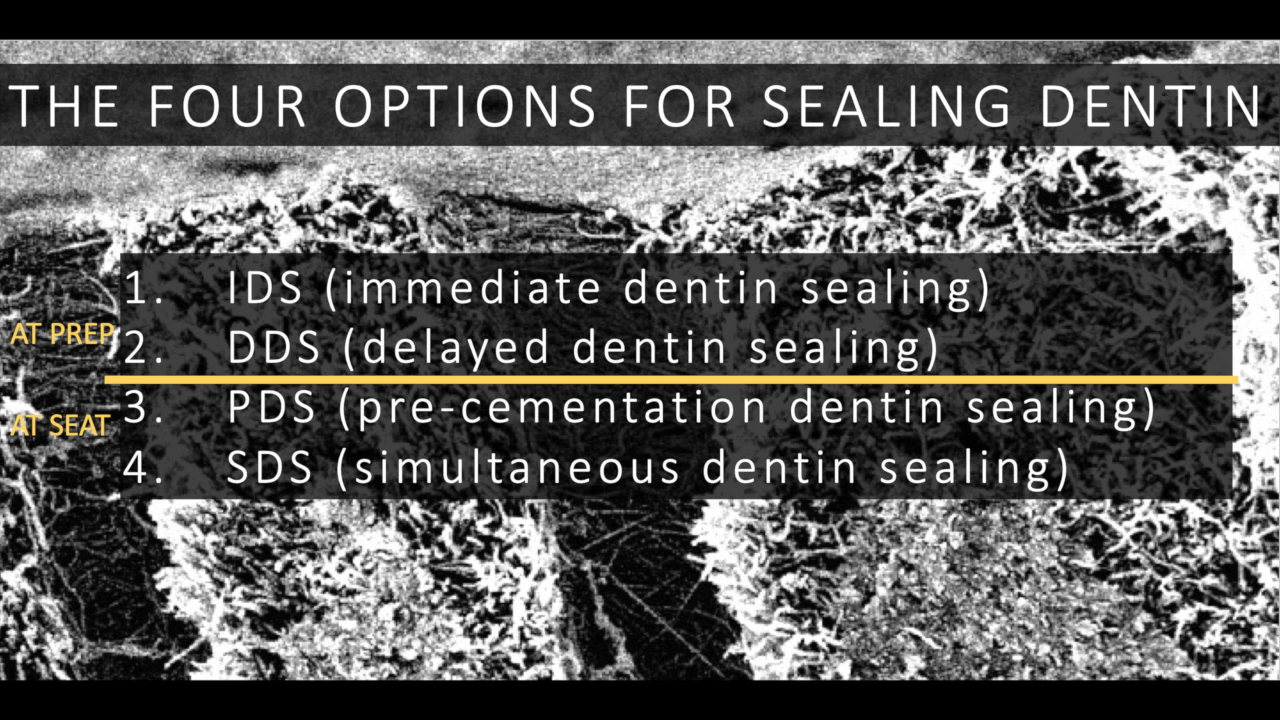 THE FOUR OPTIONS FOR SEALING DENTIN
1. IDS (immediate dentin sealing)
AT PREP
2. DDS (delayed dentin sealing)
3. PDS (pre-cementation dentin sealing)
AT SEAT
4. SDS (simultaneous dentin sealing)